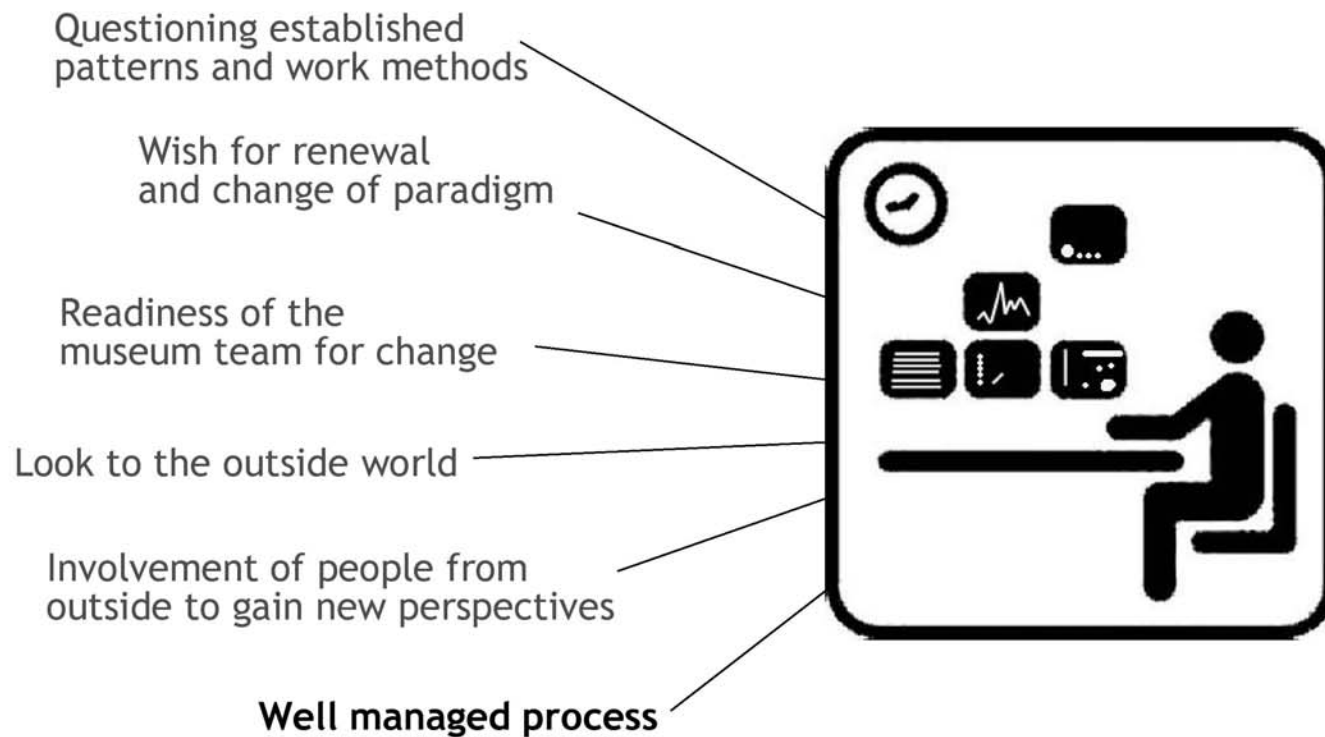 Questioning established
patterns and work methods
Wish for renewal
and change of paradigm
Readiness of the
museum team for change
Look to the outside world
Involvement of people from
outside to gain new perspectives
Well managed process